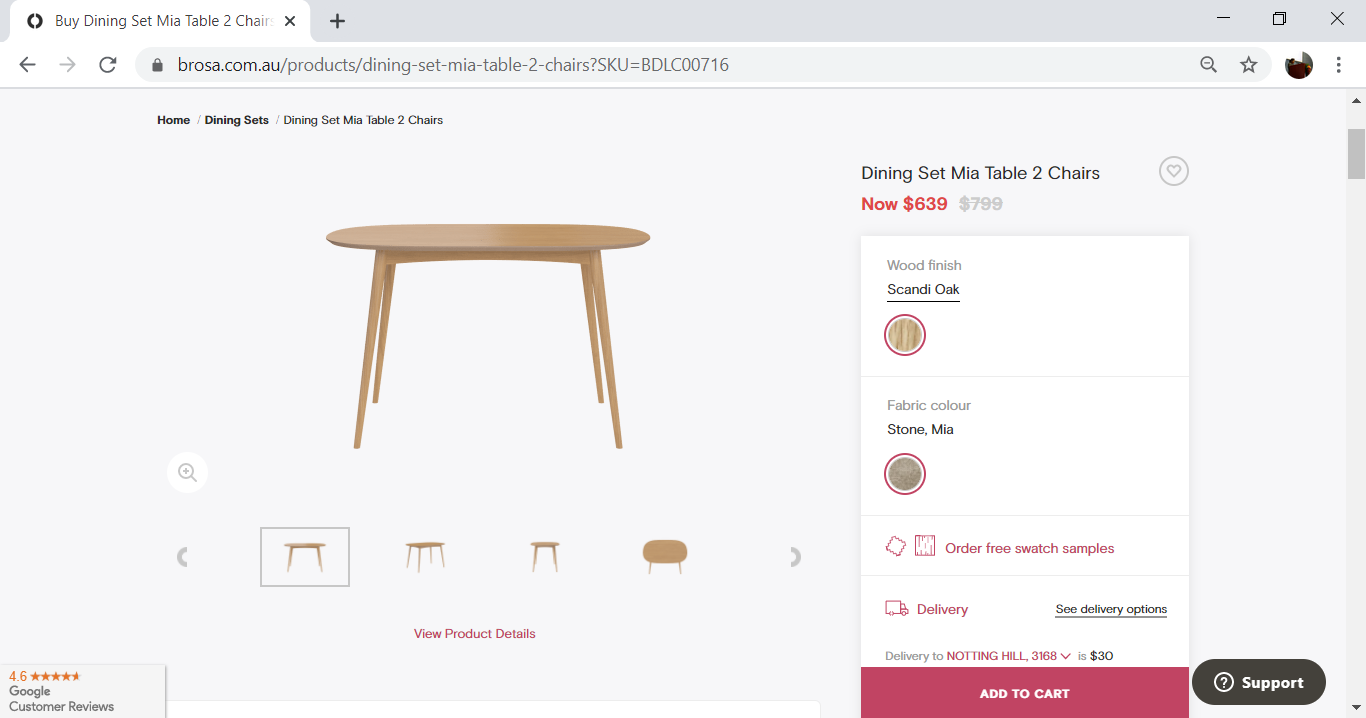 Buy Dining Set Mia Table 2 Chairs
brosa.com.au/products/dining-set-mia-table-2-chairs?SKU=BDLC00716
Home / Dining Sets / Dining Set Mia Table 2 Chairs
Dining Set Mia Table 2 Chairs
Now $639 $799
Wood finish
Scandi Oak
Fabric colour
Stone, Mia
Order free swatch samples
Delivery See delivery options
View Product Details
Delivery to NOTTING HILL, 3168 is $30
ADD TO CART
4.6
Google
Customer Reviews
Support